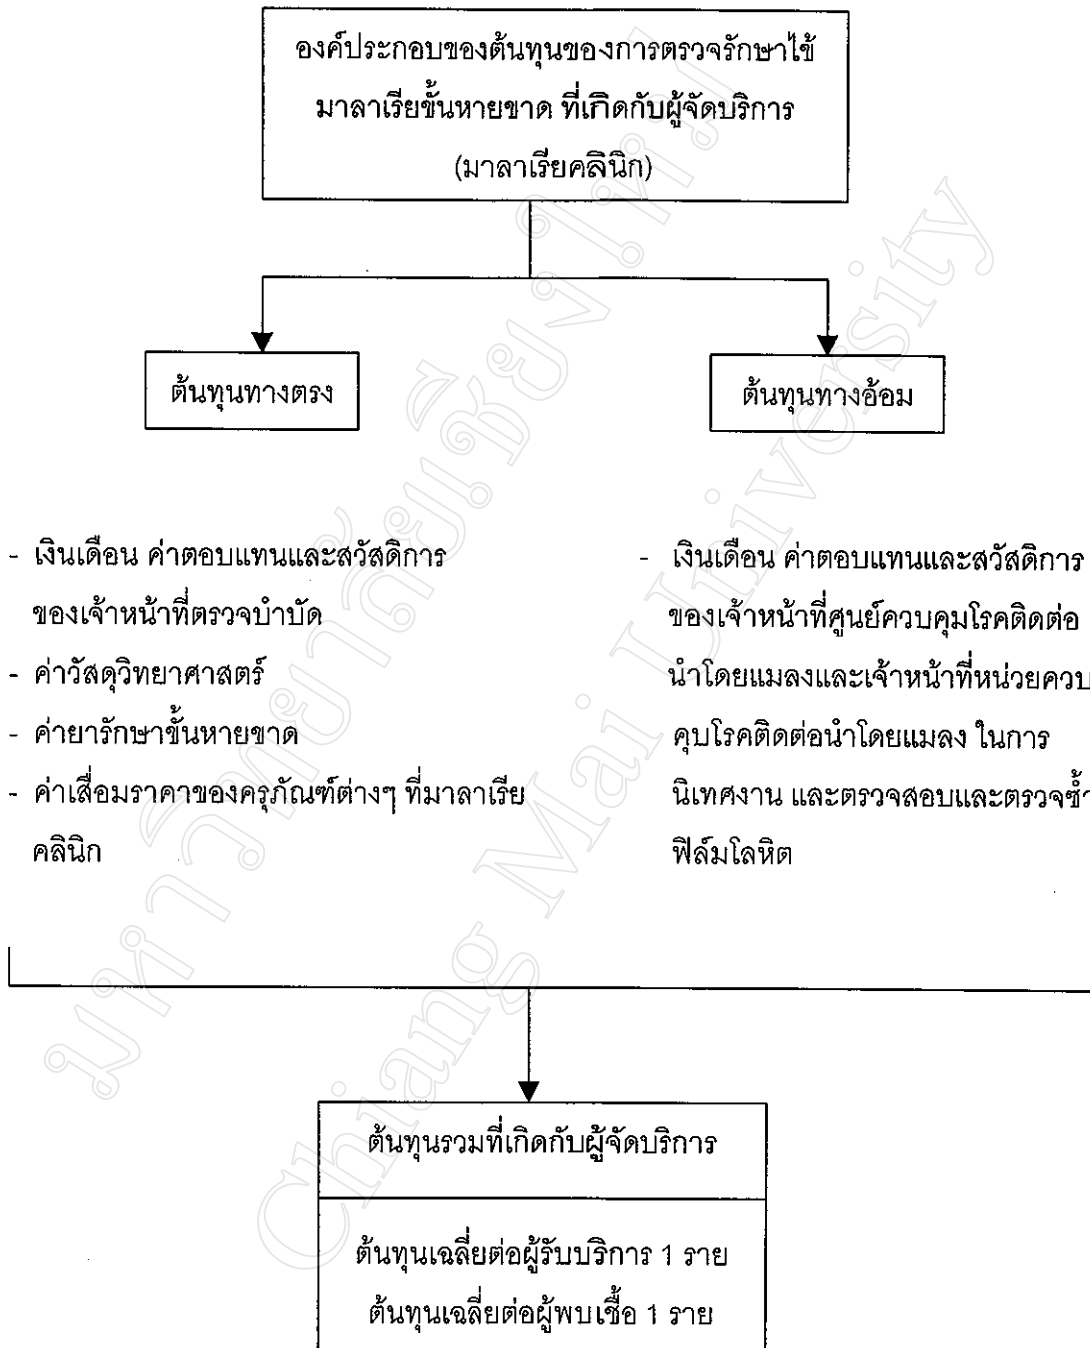 องค์ประกอบของต้นทุนของการตรวจรักษาไข้
มาลาเรียขั้นหายขาด ที่เกิดกับผู้จัดบริการ
(มาลาเรียคลินิก)
ต้นทุนทางตรง
ต้นทุนทางอ้อม
- เงินเดือน ค่าตอบแทนและสวัสดิการ
ของเจ้าหน้าที่ตรวจบำบัด
- ค่าวัสดุวิทยาศาสตร์
- ค่ายารักษาขั้นหายขาด
- ค่าเสื่อมราคาของครุภัณฑ์ต่างๆ ที่มาลาเรีย
คลินิก
- เงินเดือน ค่าตอบแทนและสวัสดิการ
ของเจ้าหน้าที่ศูนย์ควบคุมโรคติดต่อ
นำโดยแมลงและเจ้าหน้าที่หน่วยควบ
คุบโรคติดต่อนำโดยแมลง ในการ
นิเทศงาน และตรวจสอบและตรวจซ้ำ
ฟิล์มโลหิต
ต้นทุนรวมที่เกิดกับผู้จัดบริการ
ต้นทุนเฉลี่ยต่อผู้รับบริการ 1 ราย
ต้นทุนเฉลี่ยต่อผู้พบเชื้อ 1 ราย
มหาวิทยาลัยเชียงใหม่
Chiang Mai University